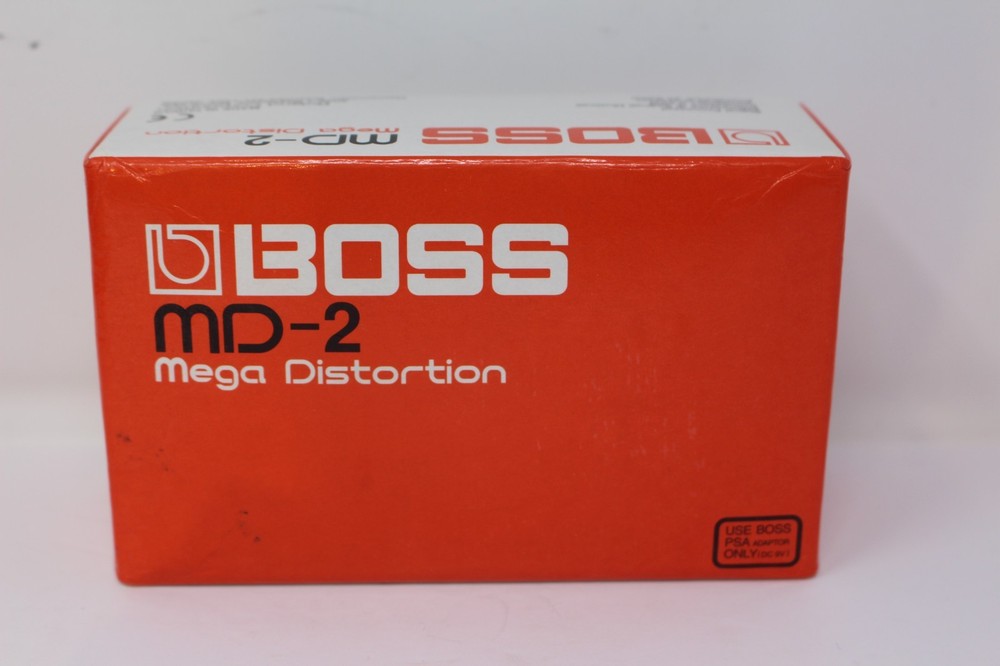 BOSS
MD-2
Mega Distortion
BOSS
MD-2
Mega Distortion
USE BOSS
PSA ADAPTOR
ONLY (DC 9V)